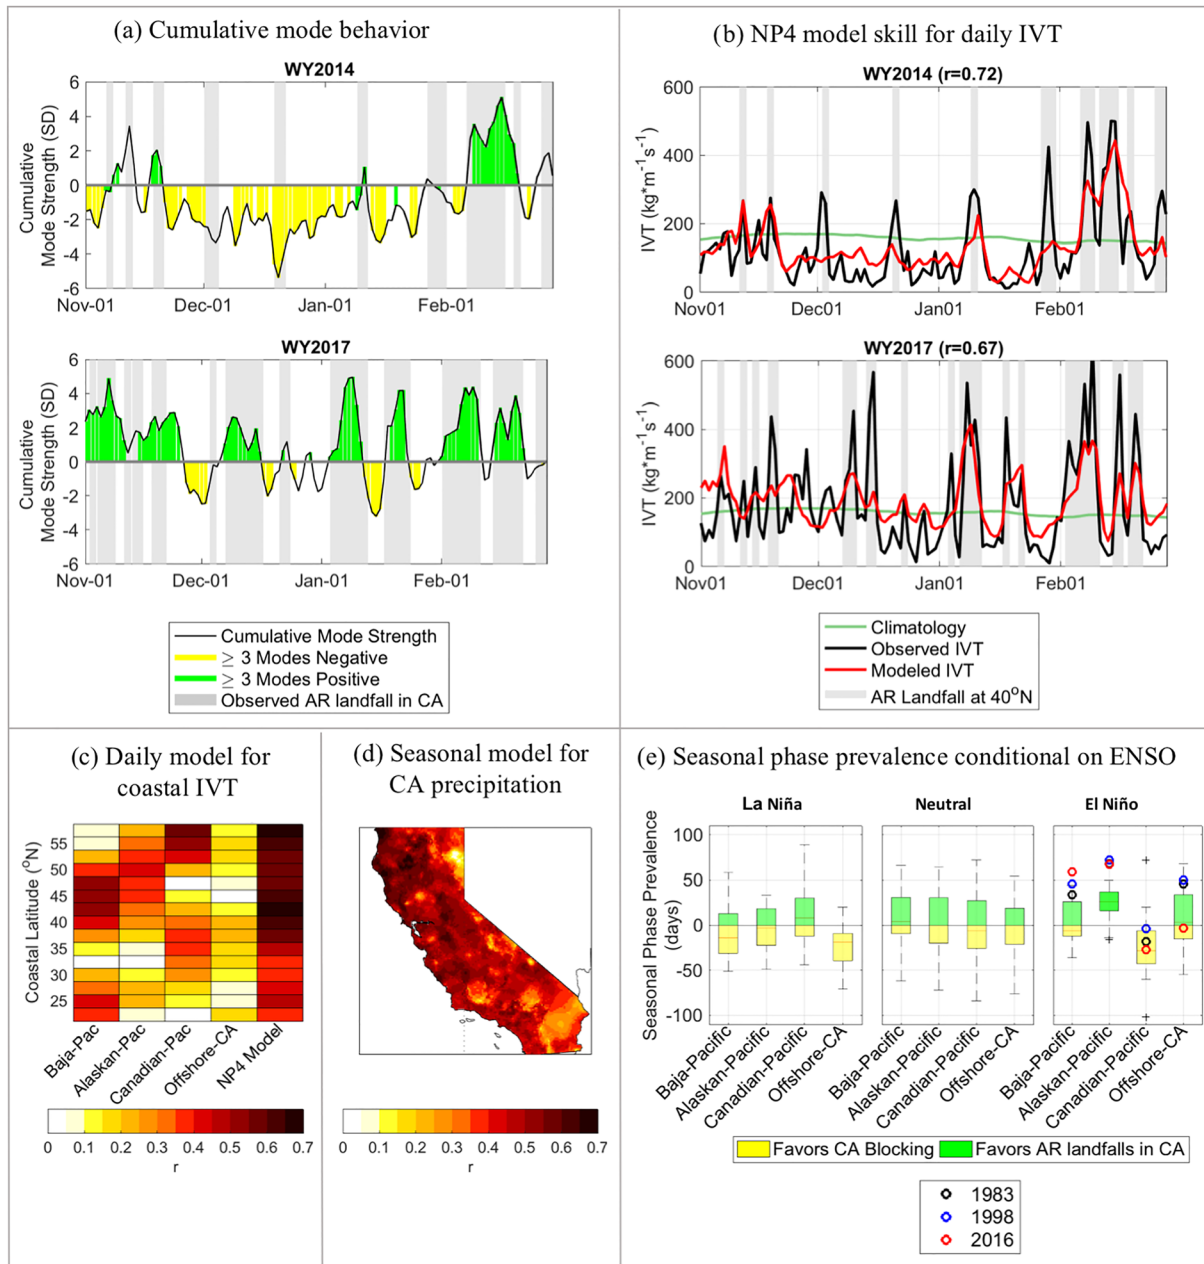 (a) Cumulative mode behavior
WY2014
Cumulative
Mode Strength (SD)
6
4
2
0
-2
-4
-6
Nov-01 Dec-01 Jan-01 Feb-01
WY2017
Cumulative
Mode Strength (SD)
6
4
2
0
-2
-4
-6
Nov-01 Dec-01 Jan-01 Feb-01
Cumulative Mode Strength
≥ 3 Modes Negative
≥ 3 Modes Positive
Observed AR landfall in CA
(b) NP4 model skill for daily IVT
WY2014 (r=0.72)
IVT (kg*m⁻¹s⁻¹)
600
400
200
0
Nov01 Dec01 Jan01 Feb01
WY2017 (r=0.67)
IVT (kg*m⁻¹s⁻¹)
600
400
200
0
Nov01 Dec01 Jan01 Feb01
Climatology
Observed IVT
Modeled IVT
AR Landfall at 40°N
(c) Daily model for
coastal IVT
Coastal Latitude (°N)
55
50
45
40
35
30
25
Baja-Pac
Alaskan-Pac
Canadian-Pac
Offshore-CA
NP4 Model
0 0.1 0.2 0.3 0.4 0.5 0.6 0.7
r
(d) Seasonal model for
CA precipitation
0 0.1 0.2 0.3 0.4 0.5 0.6 0.7
r
(e) Seasonal phase prevalence conditional on ENSO
La Niña Neutral El Niño
Seasonal Phase Prevalence
(days)
100
50
0
-50
-100
Baja-Pacific
Alaskan-Pacific
Canadian-Pacific
Offshore-CA
Baja-Pacific
Alaskan-Pacific
Canadian-Pacific
Offshore-CA
Baja-Pacific
Alaskan-Pacific
Canadian-Pacific
Offshore-CA
Favors CA Blocking Favors AR landfalls in CA
1983
1998
2016